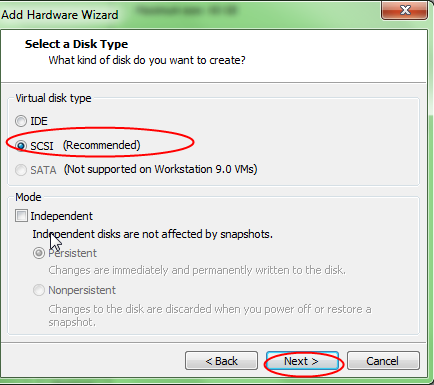 Add Hardware Wizard
Select a Disk Type
What kind of disk do you want to create?
Virtual disk type
IDE
SCSI (Recommended)
SATA (Not supported on Workstation 9.0 VMs)
Mode
Independent
Independent disks are not affected by snapshots.
Persistent
Changes are immediately and permanently written to the disk.
Nonpersistent
Changes to the disk are discarded when you power off or restore a
snapshot.
< Back Next > Cancel